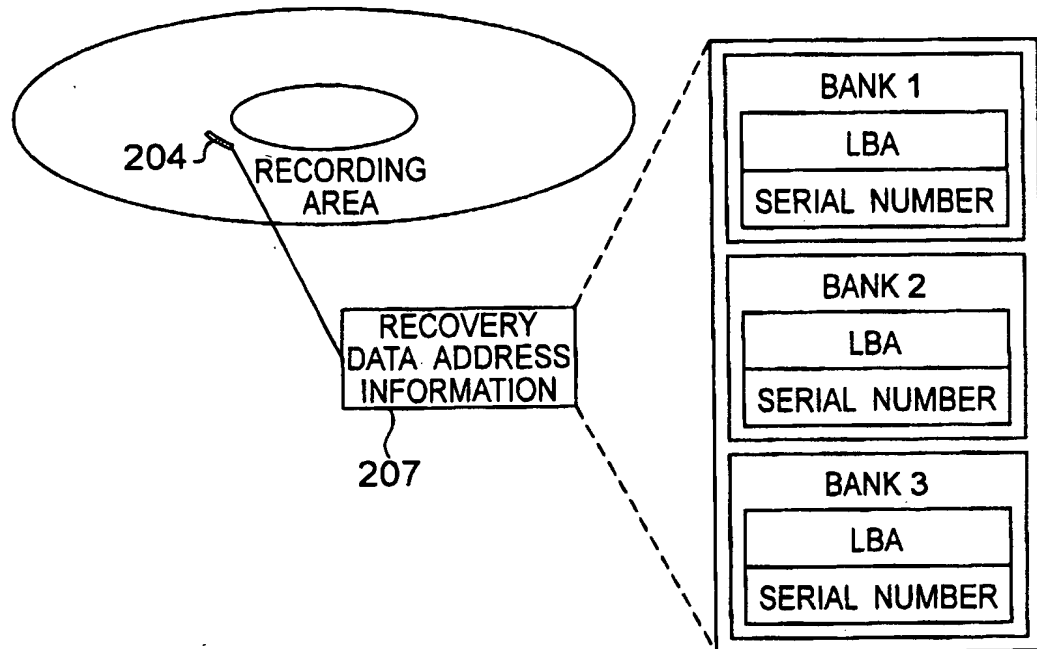 204
RECORDING
AREA
RECOVERY
DATA ADDRESS
INFORMATION
207
BANK 1
LBA
SERIAL NUMBER
BANK 2
LBA
SERIAL NUMBER
BANK 3
LBA
SERIAL NUMBER